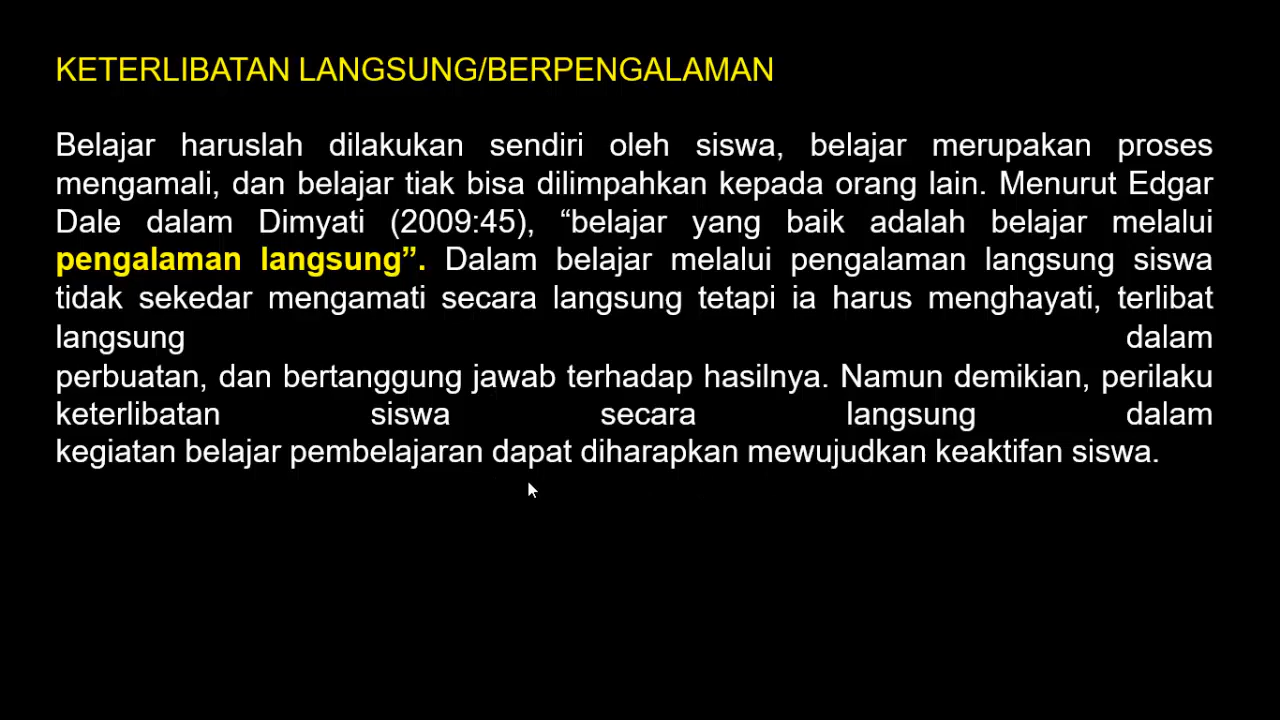 KETERLIBATAN LANGSUNG/BERPENGALAMAN
Belajar haruslah dilakukan sendiri oleh siswa, belajar merupakan proses
mengamali, dan belajar tiak bisa dilimpahkan kepada orang lain. Menurut Edgar
Dale dalam Dimyati (2009:45), “belajar yang baik adalah belajar melalui
pengalaman langsung”. Dalam belajar melalui pengalaman langsung siswa
tidak sekedar mengamati secara langsung tetapi ia harus menghayati, terlibat
langsung dalam
perbuatan, dan bertanggung jawab terhadap hasilnya. Namun demikian, perilaku
keterlibatan siswa secara langsung dalam
kegiatan belajar pembelajaran dapat diharapkan mewujudkan keaktifan siswa.